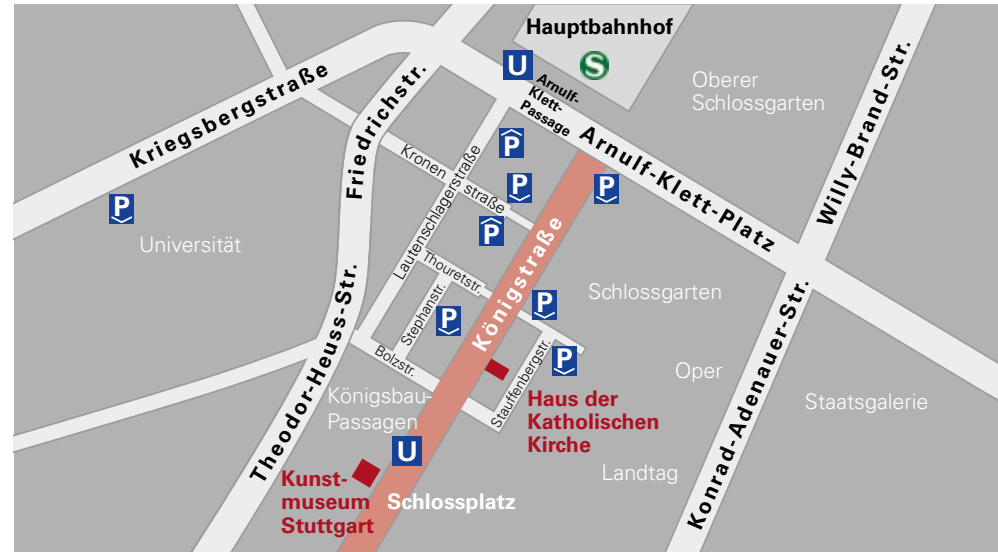 Hauptbahnhof
U
S
Arnulf-
Klett-
Passage
Oberer
Schlossgarten
Willy-Brand-Str.
Kriegsbergstraße
Friedrichstr.
Arnulf-Klett-Platz
P
Kronen
straße
P
P
P
P
Lautenschlagerstraße
Universität
Königstraße
Thouretstr.
Schlossgarten
Stephanstr.
P
P
Theodor-Heuss-Str.
Bolzstr.
Stauffenbergstr.
P
Oper
Konrad-Adenauer-Str.
Königsbau-
Passagen
Haus der
Katholischen
Kirche
Staatsgalerie
U
Landtag
Kunst-
museum
Stuttgart
Schlossplatz